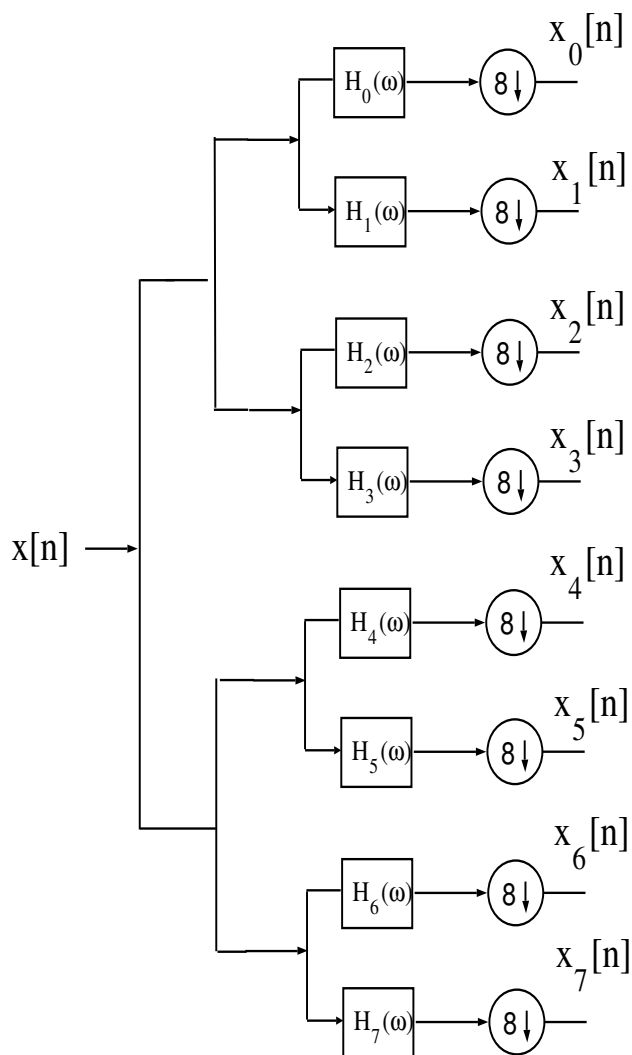 x_0[n]
H_0(ω) 8↓
x_1[n]
H_1(ω) 8↓
x_2[n]
H_2(ω) 8↓
x_3[n]
H_3(ω) 8↓
x[n]
x_4[n]
H_4(ω) 8↓
x_5[n]
H_5(ω) 8↓
x_6[n]
H_6(ω) 8↓
x_7[n]
H_7(ω) 8↓